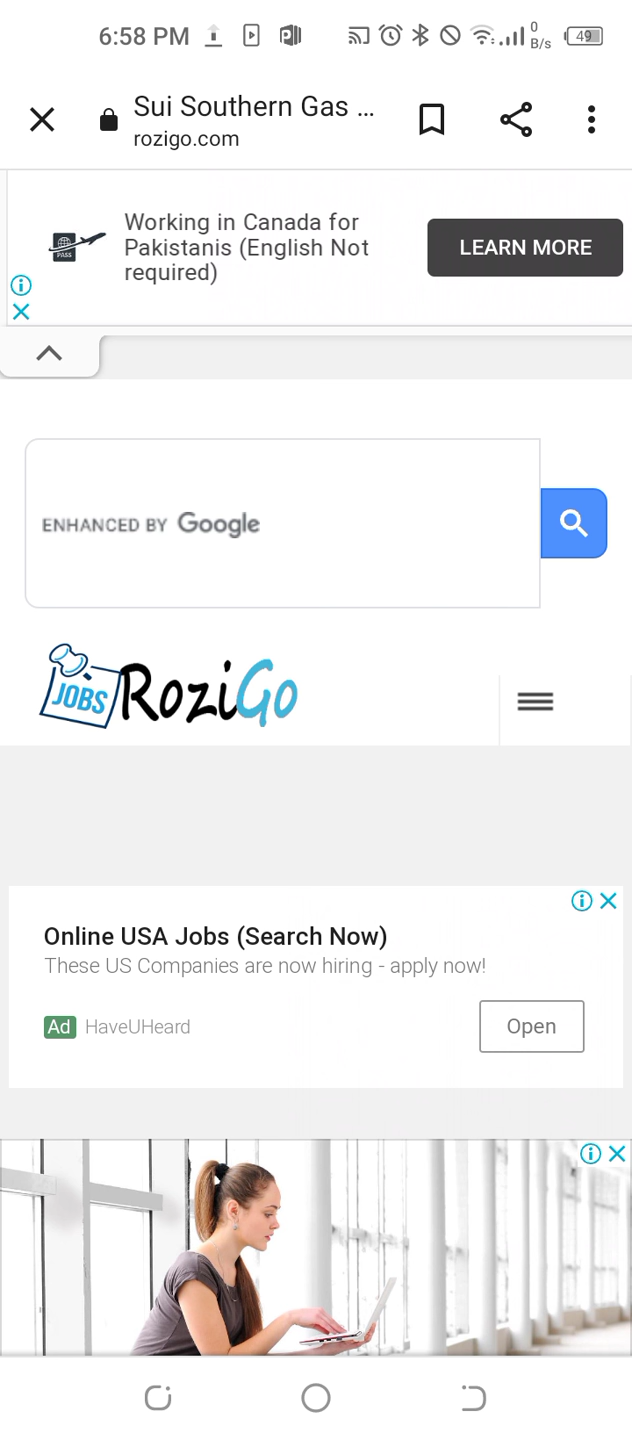 6:58 PM
0
B/s
49
Sui Southern Gas ...
rozigo.com
Working in Canada for
Pakistanis (English Not
required)
LEARN MORE
PASS
ENHANCED BY Google
JOBS RoziGo
Online USA Jobs (Search Now)
These US Companies are now hiring - apply now!
Ad HaveUHeard
Open